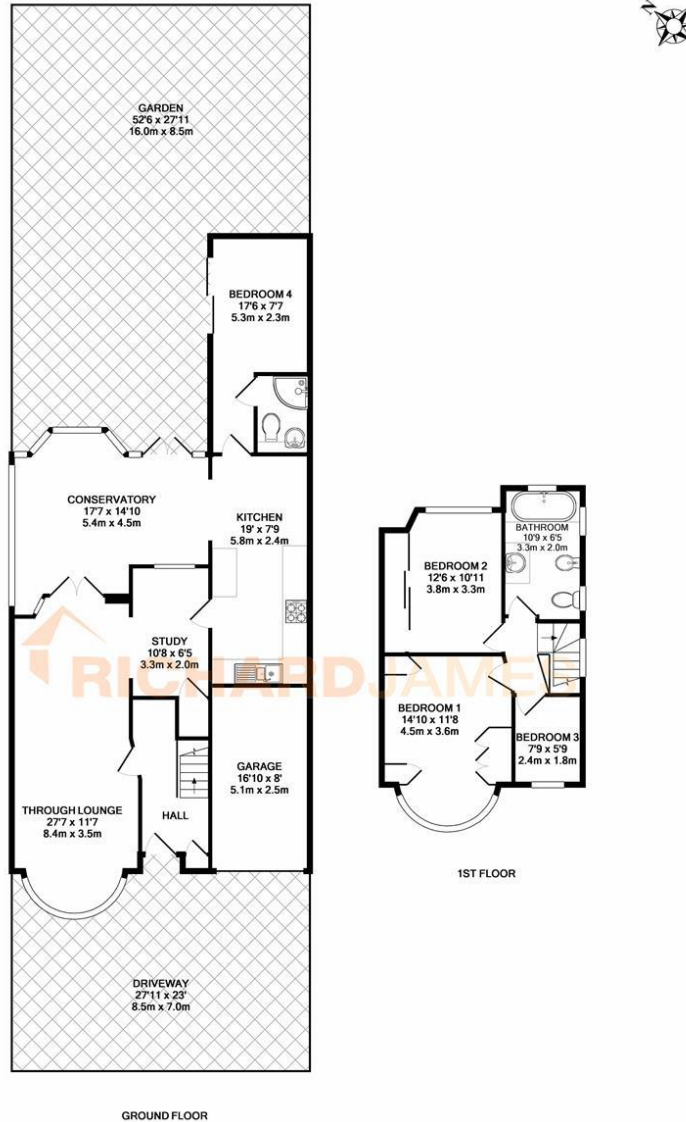 N
GARDEN
52'6 x 27'11
16.0m x 8.5m
BEDROOM 4
17'6 x 7'7
5.3m x 2.3m
CONSERVATORY
17'7 x 14'10
5.4m x 4.5m
KITCHEN
19' x 7'9
5.8m x 2.4m
STUDY
10'8 x 6'5
3.3m x 2.0m
THROUGH LOUNGE
27'7 x 11'7
8.4m x 3.5m
HALL
GARAGE
16'10 x 8'
5.1m x 2.5m
DRIVEWAY
27'11 x 23'
8.5m x 7.0m
GROUND FLOOR
BATHROOM
10'9 x 6'5
3.3m x 2.0m
BEDROOM 2
12'6 x 10'11
3.8m x 3.3m
BEDROOM 1
14'10 x 11'8
4.5m x 3.6m
BEDROOM 3
7'9 x 5'9
2.4m x 1.8m
1ST FLOOR
RICHARDJAMES